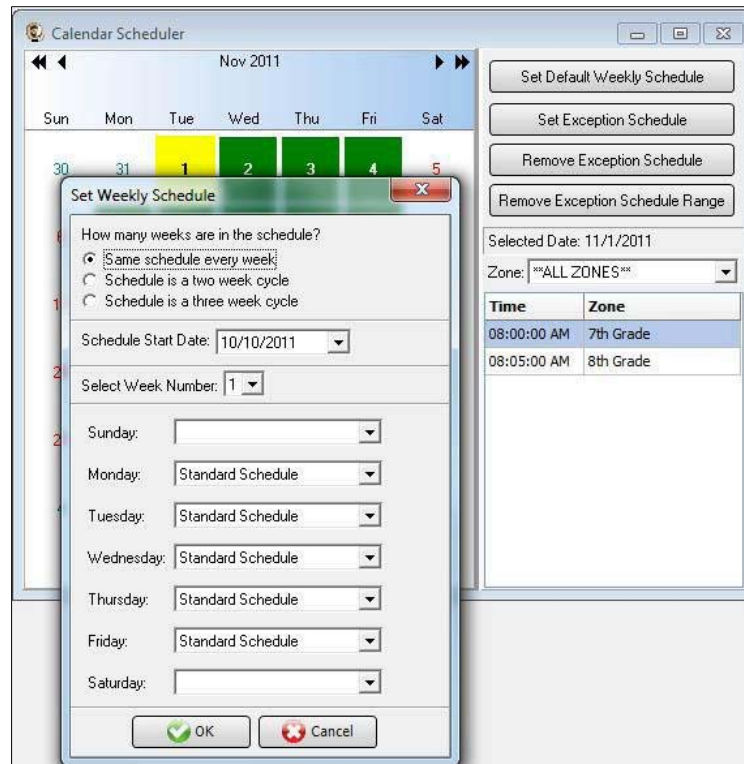 Calendar Scheduler
Nov 2011
Sun Mon Tue Wed Thu Fri Sat
30 31 1 2 3 4 5
Set Default Weekly Schedule
Set Exception Schedule
Remove Exception Schedule
Remove Exception Schedule Range
Selected Date: 11/1/2011
Zone: **ALL ZONES**
Time Zone
08:00:00 AM 7th Grade
08:05:00 AM 8th Grade
Set Weekly Schedule
How many weeks are in the schedule?
Same schedule every week
Schedule is a two week cycle
Schedule is a three week cycle
Schedule Start Date: 10/10/2011
Select Week Number: 1
Sunday:
Monday: Standard Schedule
Tuesday: Standard Schedule
Wednesday: Standard Schedule
Thursday: Standard Schedule
Friday: Standard Schedule
Saturday:
OK Cancel